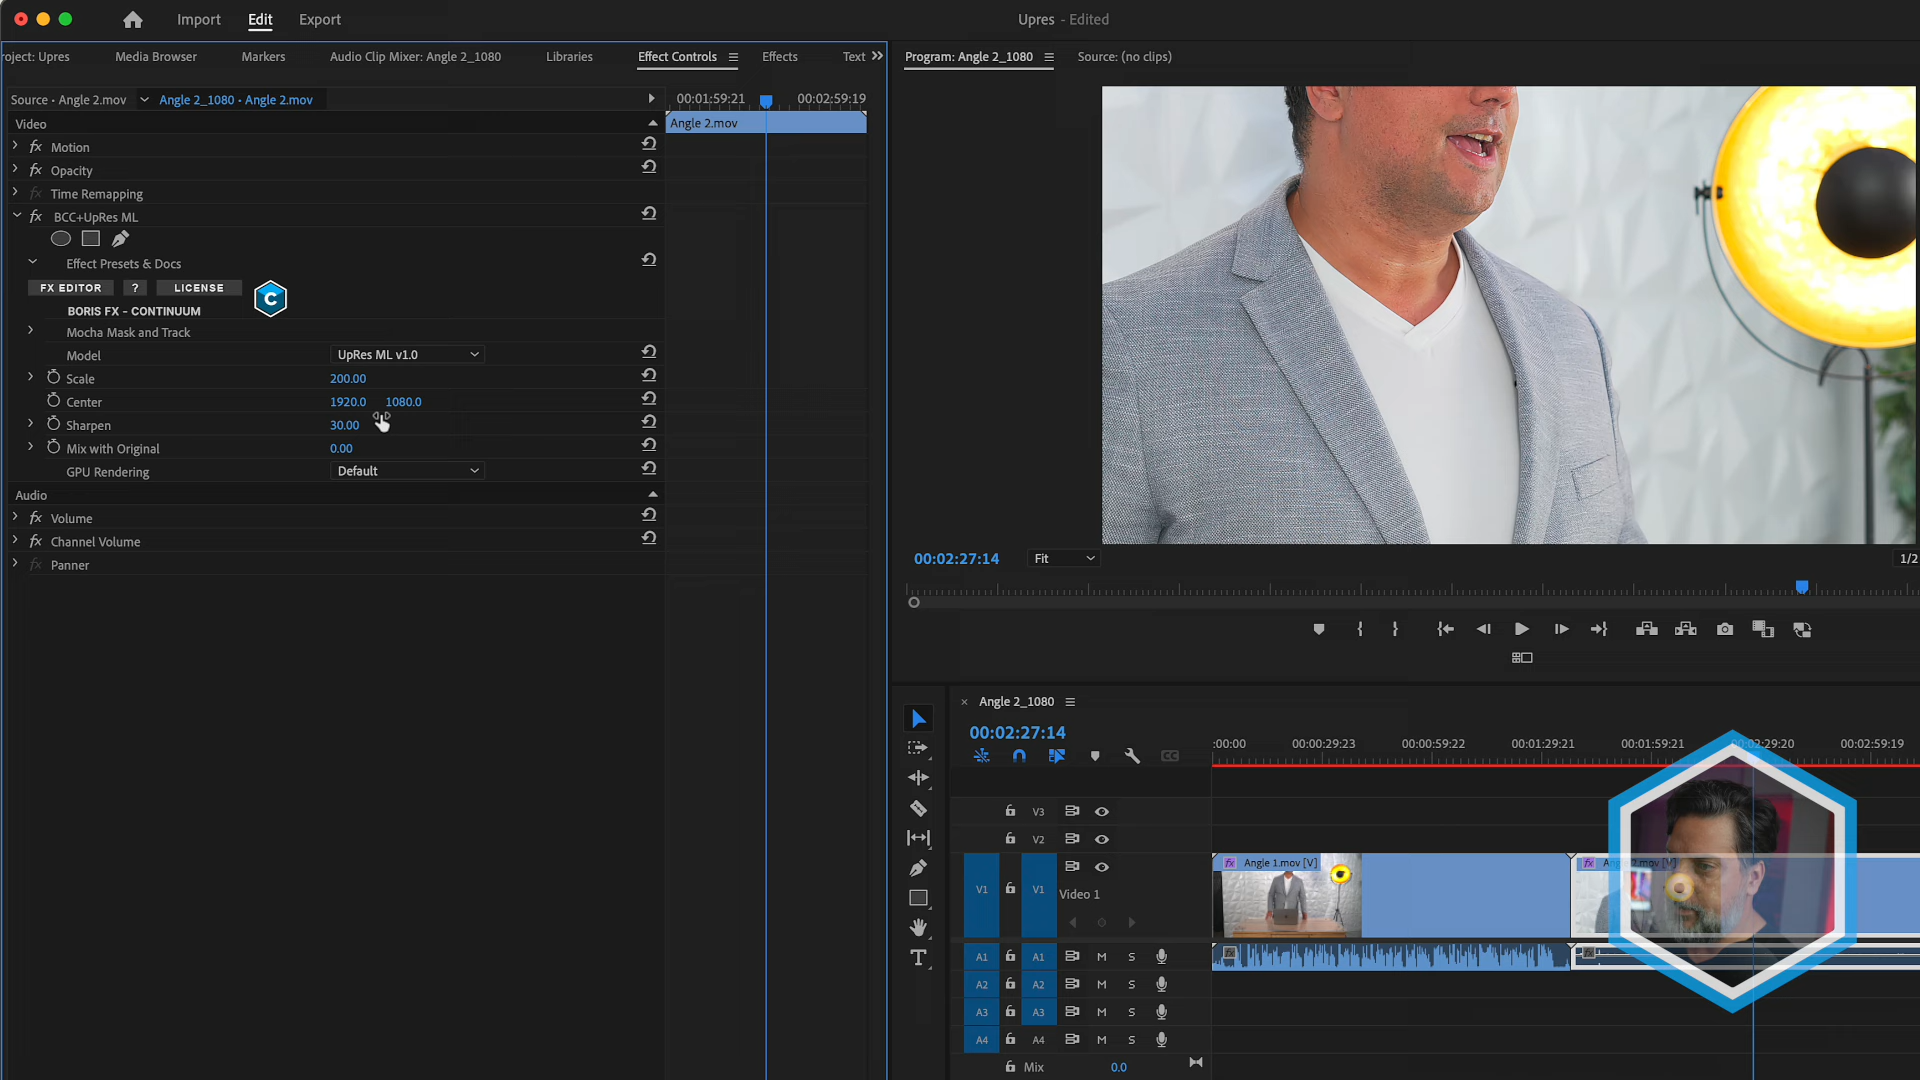 Import
Edit
Export
Upres - Edited
roject: Upres
Media Browser
Markers
Audio Clip Mixer: Angle 2_1080
Libraries
Effect Controls
Effects
Text
Program: Angle 2_1080
Source: (no clips)
Source • Angle 2.mov
Angle 2_1080 • Angle 2.mov
00:01:59:21
00:02:59:19
Video
Angle 2.mov
fx Motion
fx Opacity
fx Time Remapping
fx BCC+UpRes ML
Effect Presets & Docs
FX EDITOR
?
LICENSE
C
BORIS FX - CONTINUUM
Mocha Mask and Track
Model
UpRes ML v1.0
Scale
200.00
Center
1920.0
1080.0
Sharpen
30.00
Mix with Original
0.00
GPU Rendering
Default
Audio
fx Volume
fx Channel Volume
fx Panner
00:02:27:14
Fit
1/2
Angle 2_1080
00:02:27:14
:00:00
00:00:29:23
00:00:59:22
00:01:29:21
00:01:59:21
00:02:29:20
00:02:59:19
V3
V2
V1
V1
Video 1
fx Angle 1.mov [V]
fx Angle 2.mov [V]
A1
A1
M
S
A2
A2
M
S
A3
A3
M
S
A4
A4
M
S
Mix
0.0